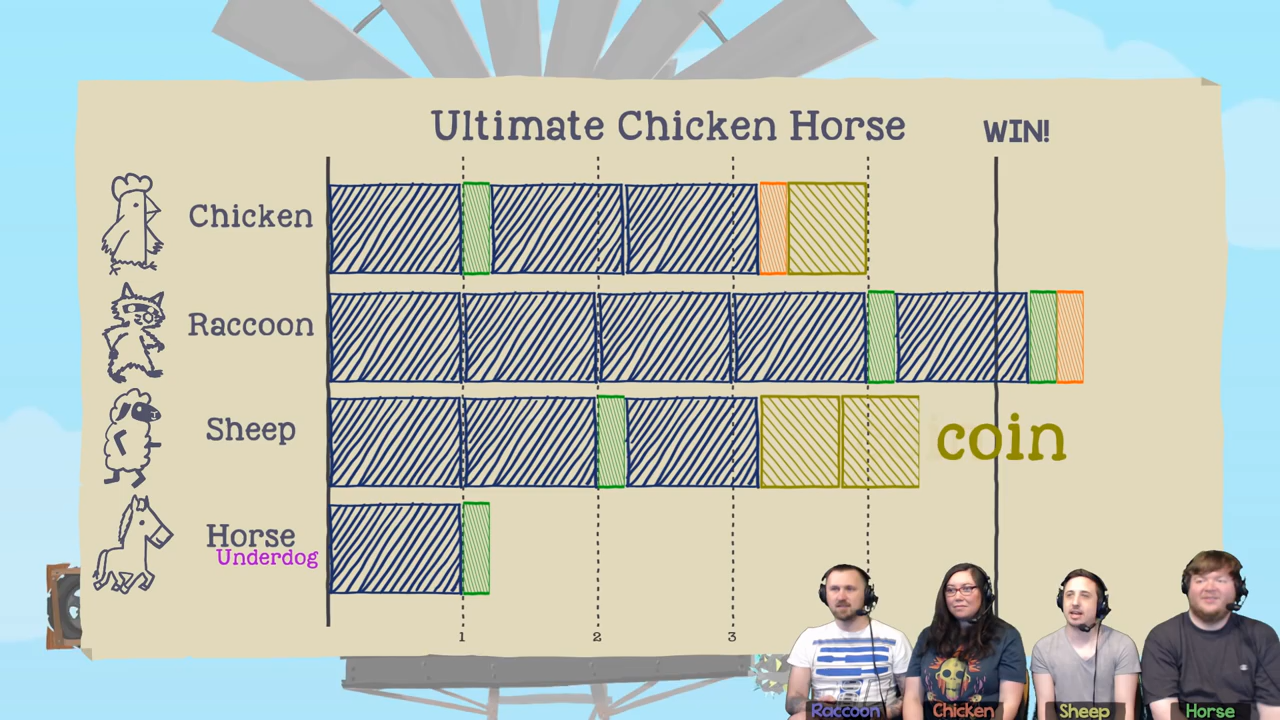 Ultimate Chicken Horse
WIN!
Chicken
Raccoon
Sheep
coin
Horse
Underdog
1
2
3
Raccoon
Chicken
Sheep
Horse